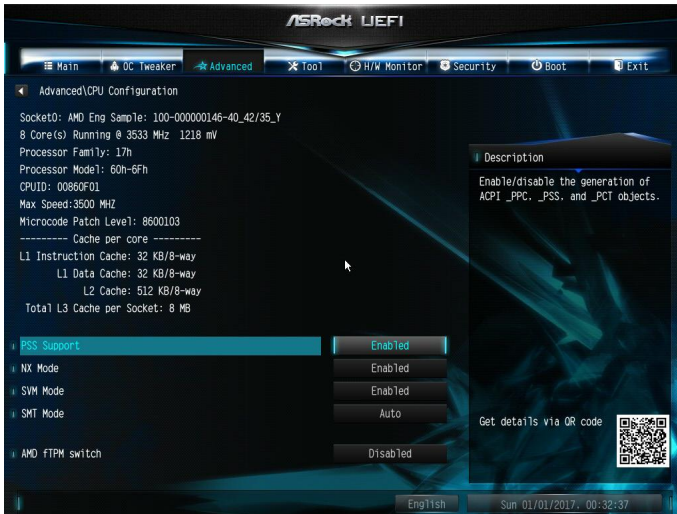 ASRock UEFI
Main OC Tweaker Advanced Tool H/W Monitor Security Boot Exit
Advanced\CPU Configuration
Socket0: AMD Eng Sample: 100-000000146-40_42/35_Y
8 Core(s) Running @ 3533 MHz 1218 mV
Processor Family: 17h
Processor Model: 60h-6Fh
CPUID: 00860F01
Max Speed:3500 MHZ
Microcode Patch Level: 8600103
--------- Cache per core ---------
L1 Instruction Cache: 32 KB/8-way
L1 Data Cache: 32 KB/8-way
L2 Cache: 512 KB/8-way
Total L3 Cache per Socket: 8 MB
PSS Support Enabled
NX Mode Enabled
SVM Mode Enabled
SMT Mode Auto
AMD fTPM switch Disabled
Description
Enable/disable the generation of
ACPI _PPC, _PSS, and _PCT objects.
Get details via QR code
English
Sun 01/01/2017, 00:32:37